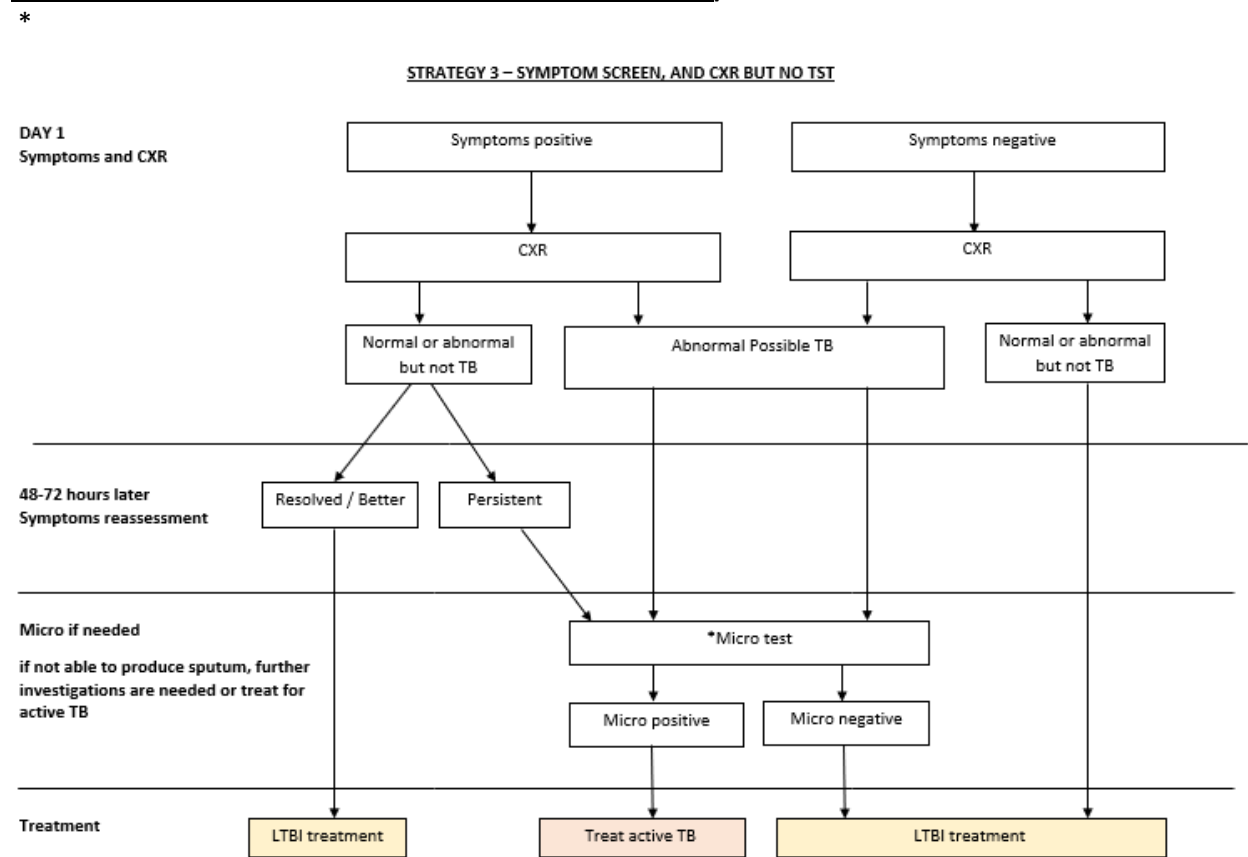 *
STRATEGY 3 – SYMPTOM SCREEN, AND CXR BUT NO TST
DAY 1
Symptoms and CXR
Symptoms positive
Symptoms negative
CXR
CXR
Normal or abnormal
but not TB
Abnormal Possible TB
Normal or abnormal
but not TB
48-72 hours later
Symptoms reassessment
Resolved / Better
Persistent
Micro if needed
if not able to produce sputum, further
investigations are needed or treat for
active TB
*Micro test
Micro positive
Micro negative
Treatment
LTBI treatment
Treat active TB
LTBI treatment